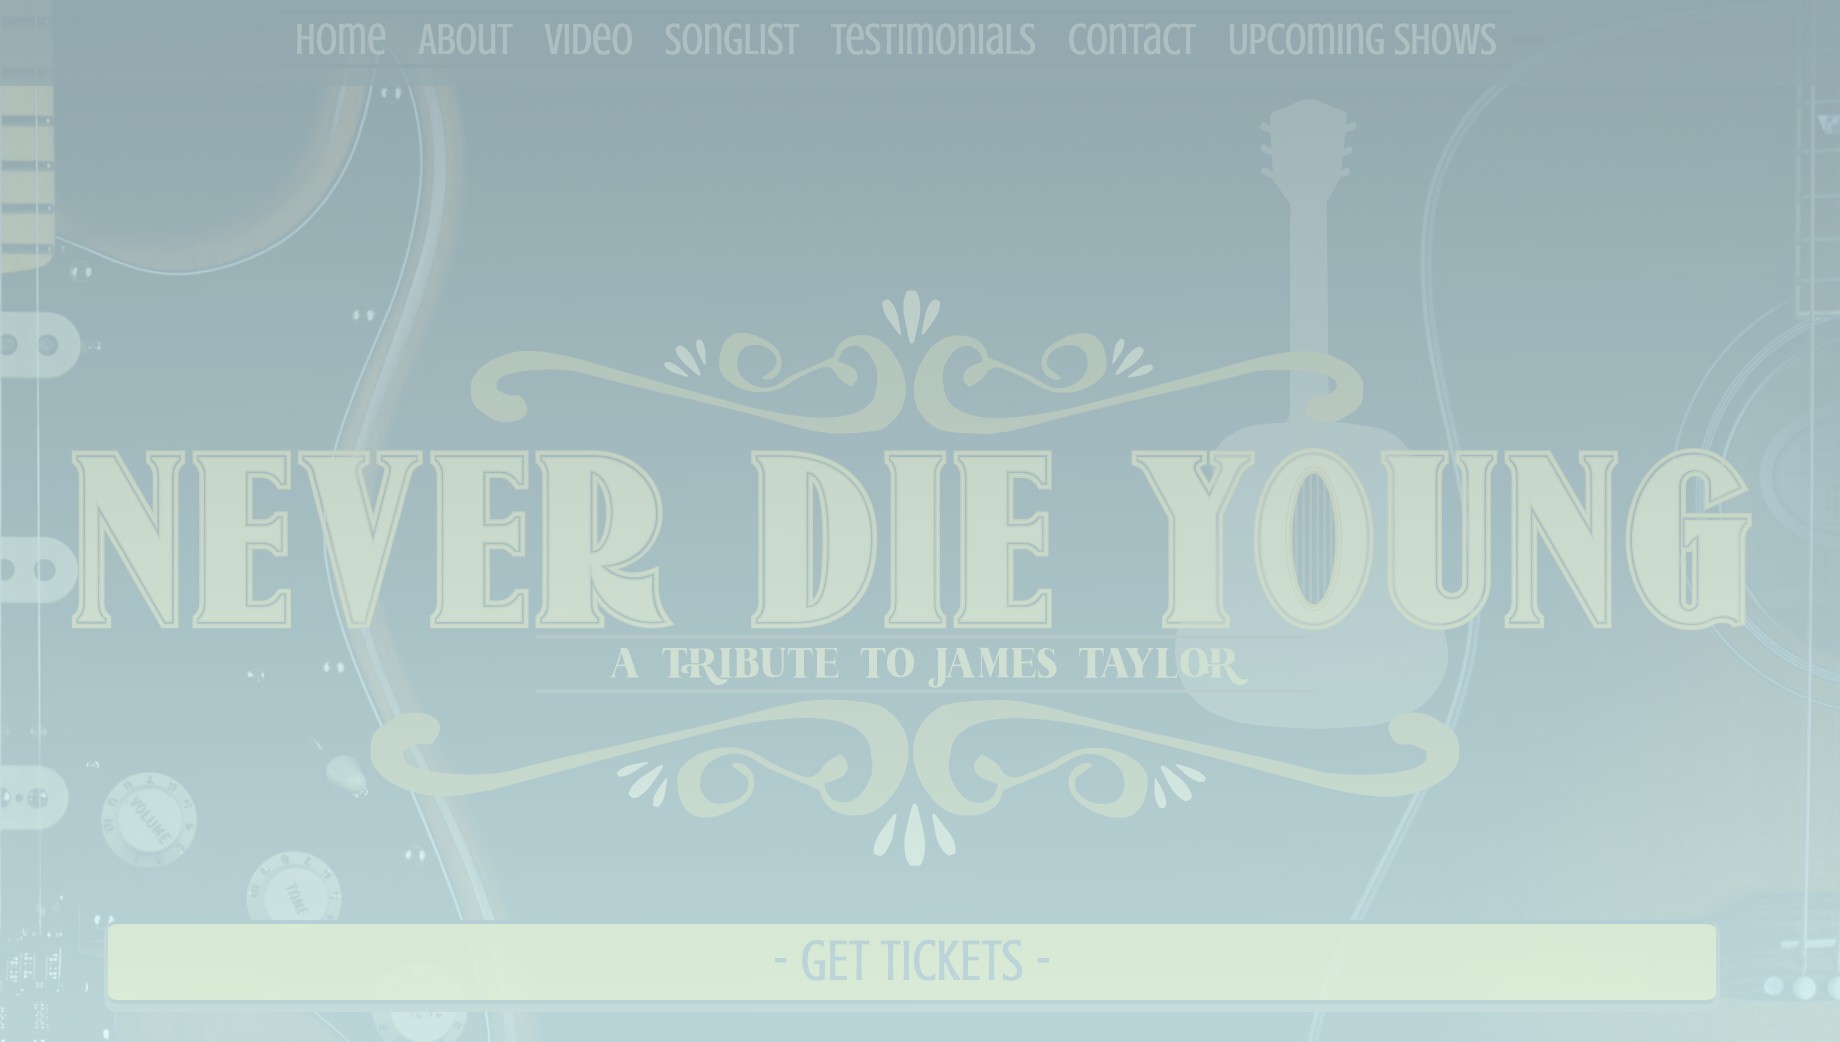 Home About Video Songlist Testimonials Contact Upcoming Shows
NEVER DIE YOUNG
A TRIBUTE TO JAMES TAYLOR
VOLUME
TONE
- GET TICKETS -